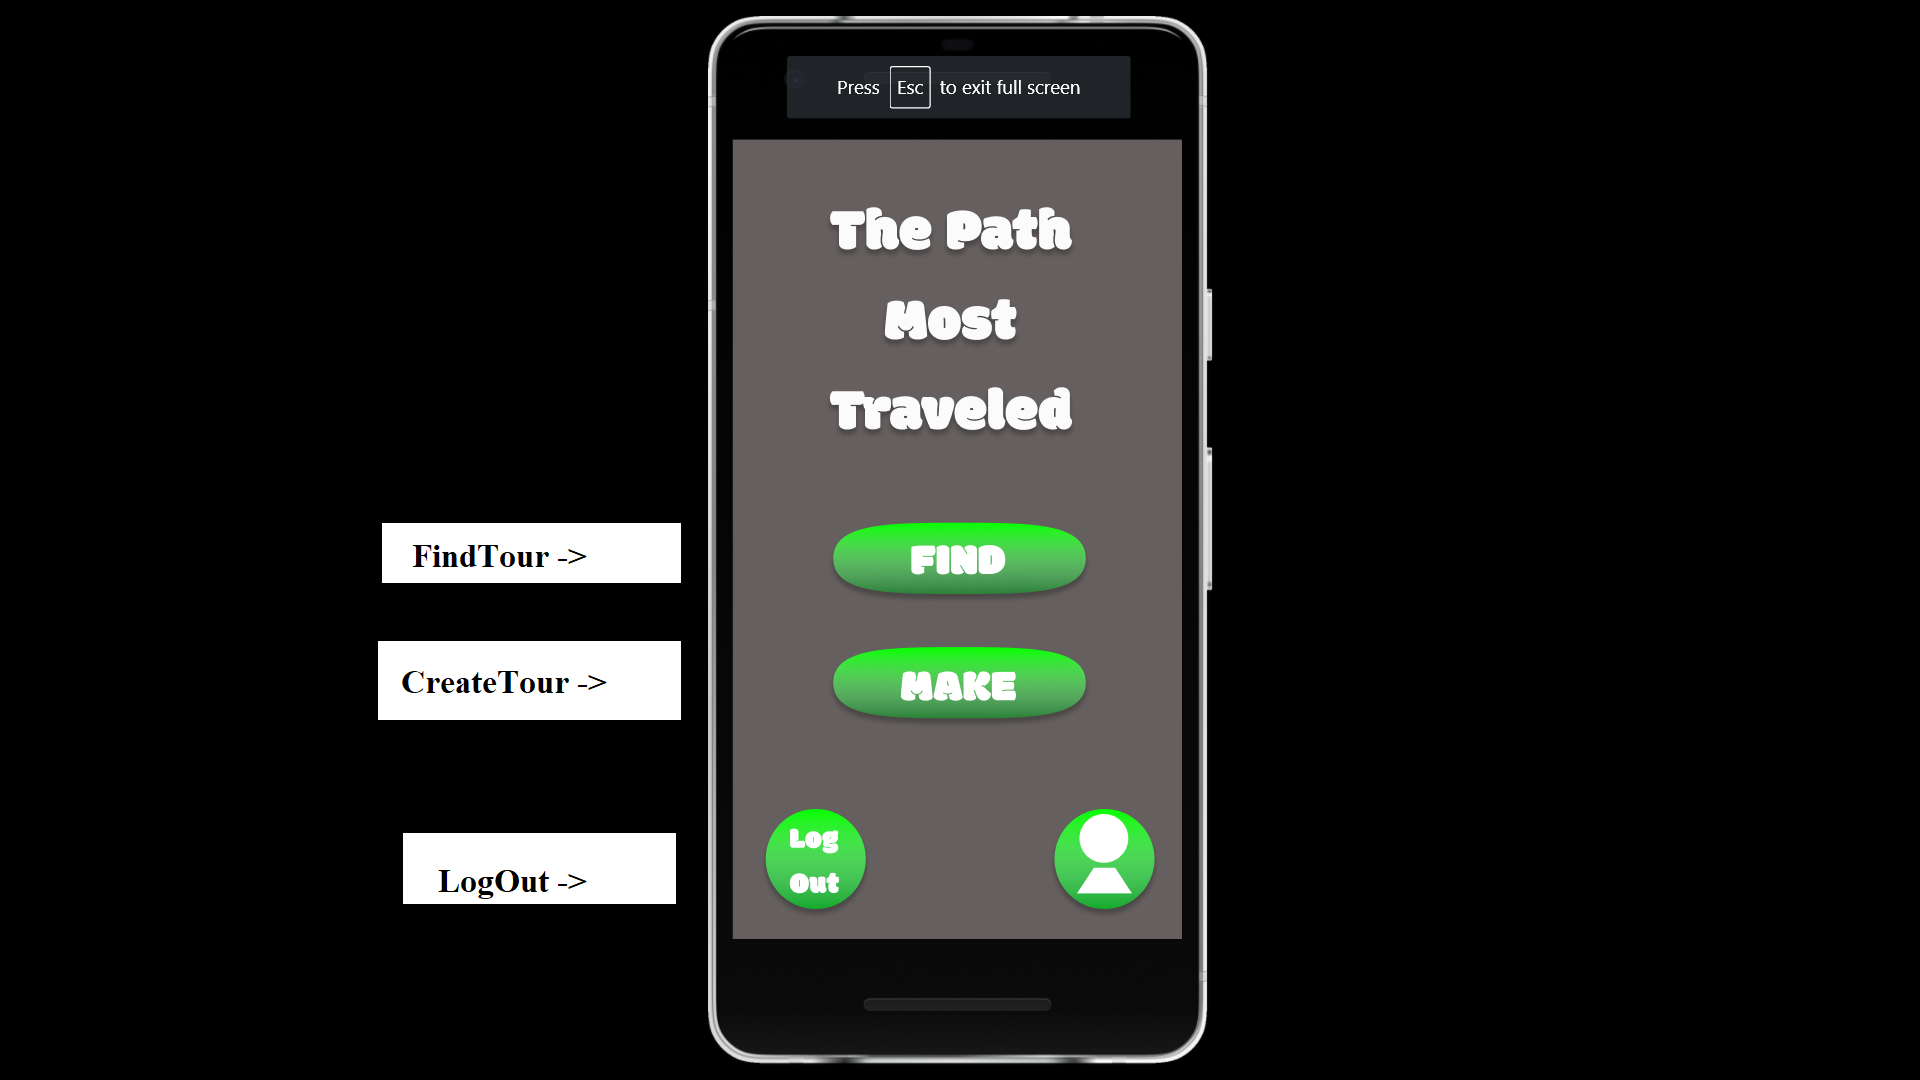 Press Esc to exit full screen
The Path
Most
Traveled
FindTour ->
FIND
CreateTour ->
MAKE
LogOut ->
Log
Out